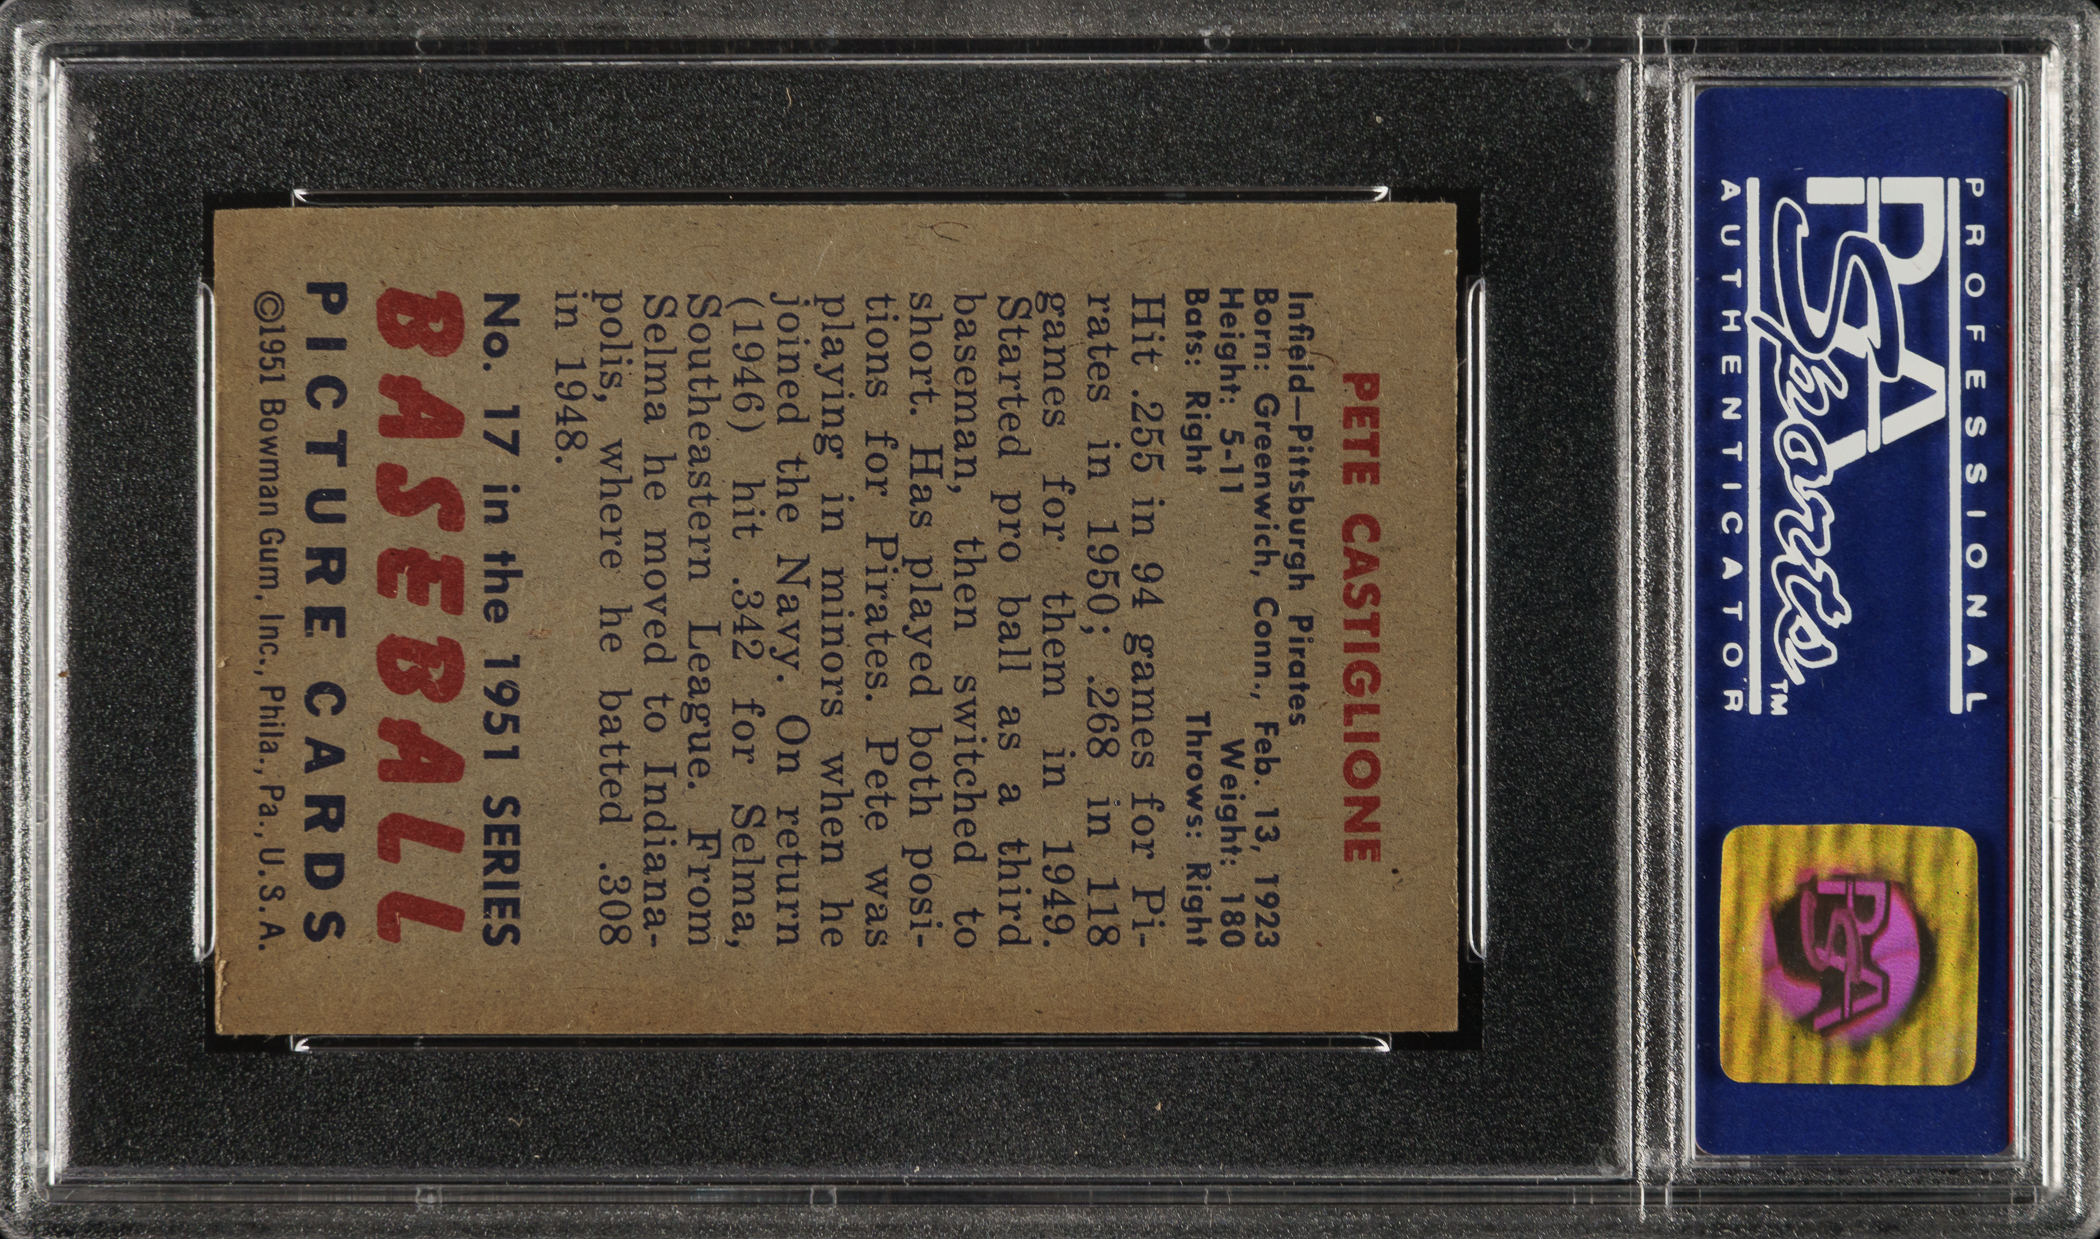 PROFESSIONAL
PSA
Sports™
AUTHENTICATOR
PSA
PETE CASTIGLIONE
Infield—Pittsburgh Pirates
Born: Greenwich, Conn., Feb. 13, 1923
Height: 5-11 Weight: 180
Bats: Right Throws: Right
Hit .255 in 94 games for Pi-
rates in 1950; .268 in 118
games for them in 1949.
Started pro ball as a third
baseman, then switched to
short. Has played both posi-
tions for Pirates. Pete was
playing in minors when he
joined the Navy. On return
(1946) hit .342 for Selma,
Southeastern League. From
Selma he moved to Indiana-
polis, where he batted .308
in 1948.
No. 17 in the 1951 SERIES
BASEBALL
PICTURE CARDS
©1951 Bowman Gum, Inc., Phila., Pa., U.S.A.